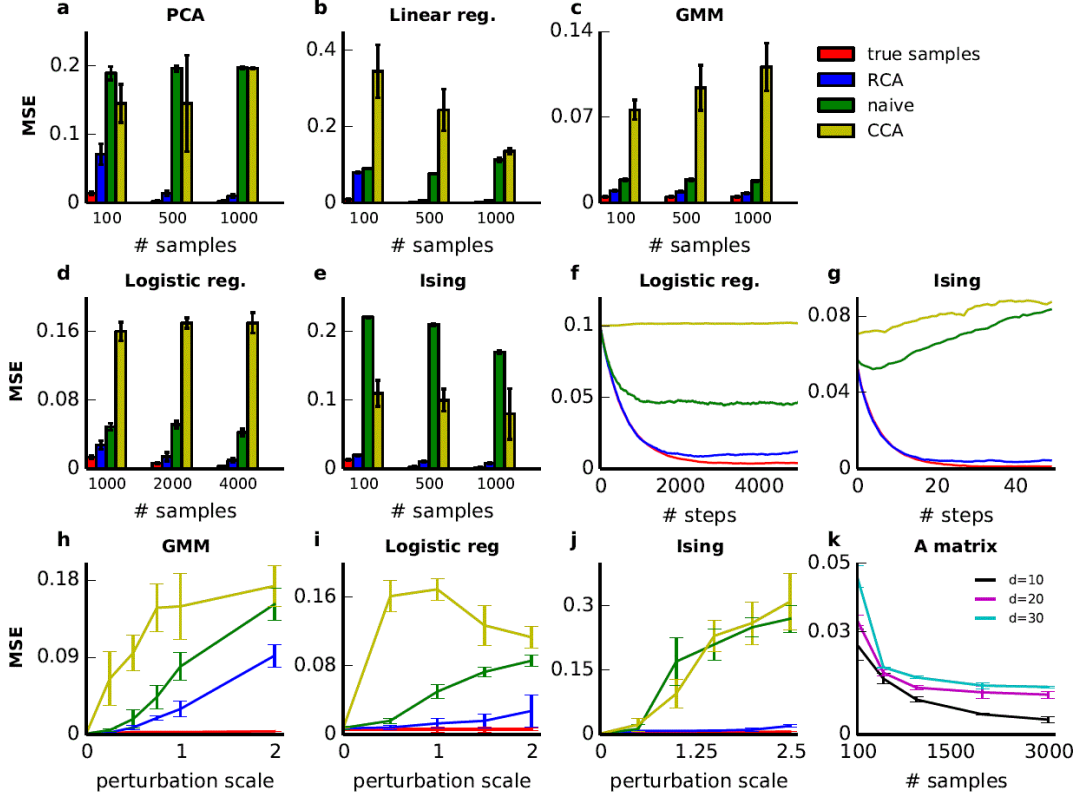 a PCA
b Linear reg.
c GMM
MSE
0.2
0.1
0
100 500 1000
# samples
0.4
0.2
0
100 500 1000
# samples
0.14
0.07
0
100 500 1000
# samples
true samples
RCA
naive
CCA
d Logistic reg.
e Ising
f Logistic reg.
g Ising
MSE
0.16
0.08
0
1000 2000 4000
# samples
0.2
0.1
0
100 500 1000
# samples
0.1
0.05
0
0 2000 4000
# steps
0.08
0.04
0
0 20 40
# steps
h GMM
i Logistic reg
j Ising
k A matrix
MSE
0.18
0.09
0
0 1 2
perturbation scale
0.16
0.08
0
0 1 2
perturbation scale
0.3
0.15
0
0 1.25 2.5
perturbation scale
0.05
0.03
0
100 1500 3000
# samples
d=10
d=20
d=30